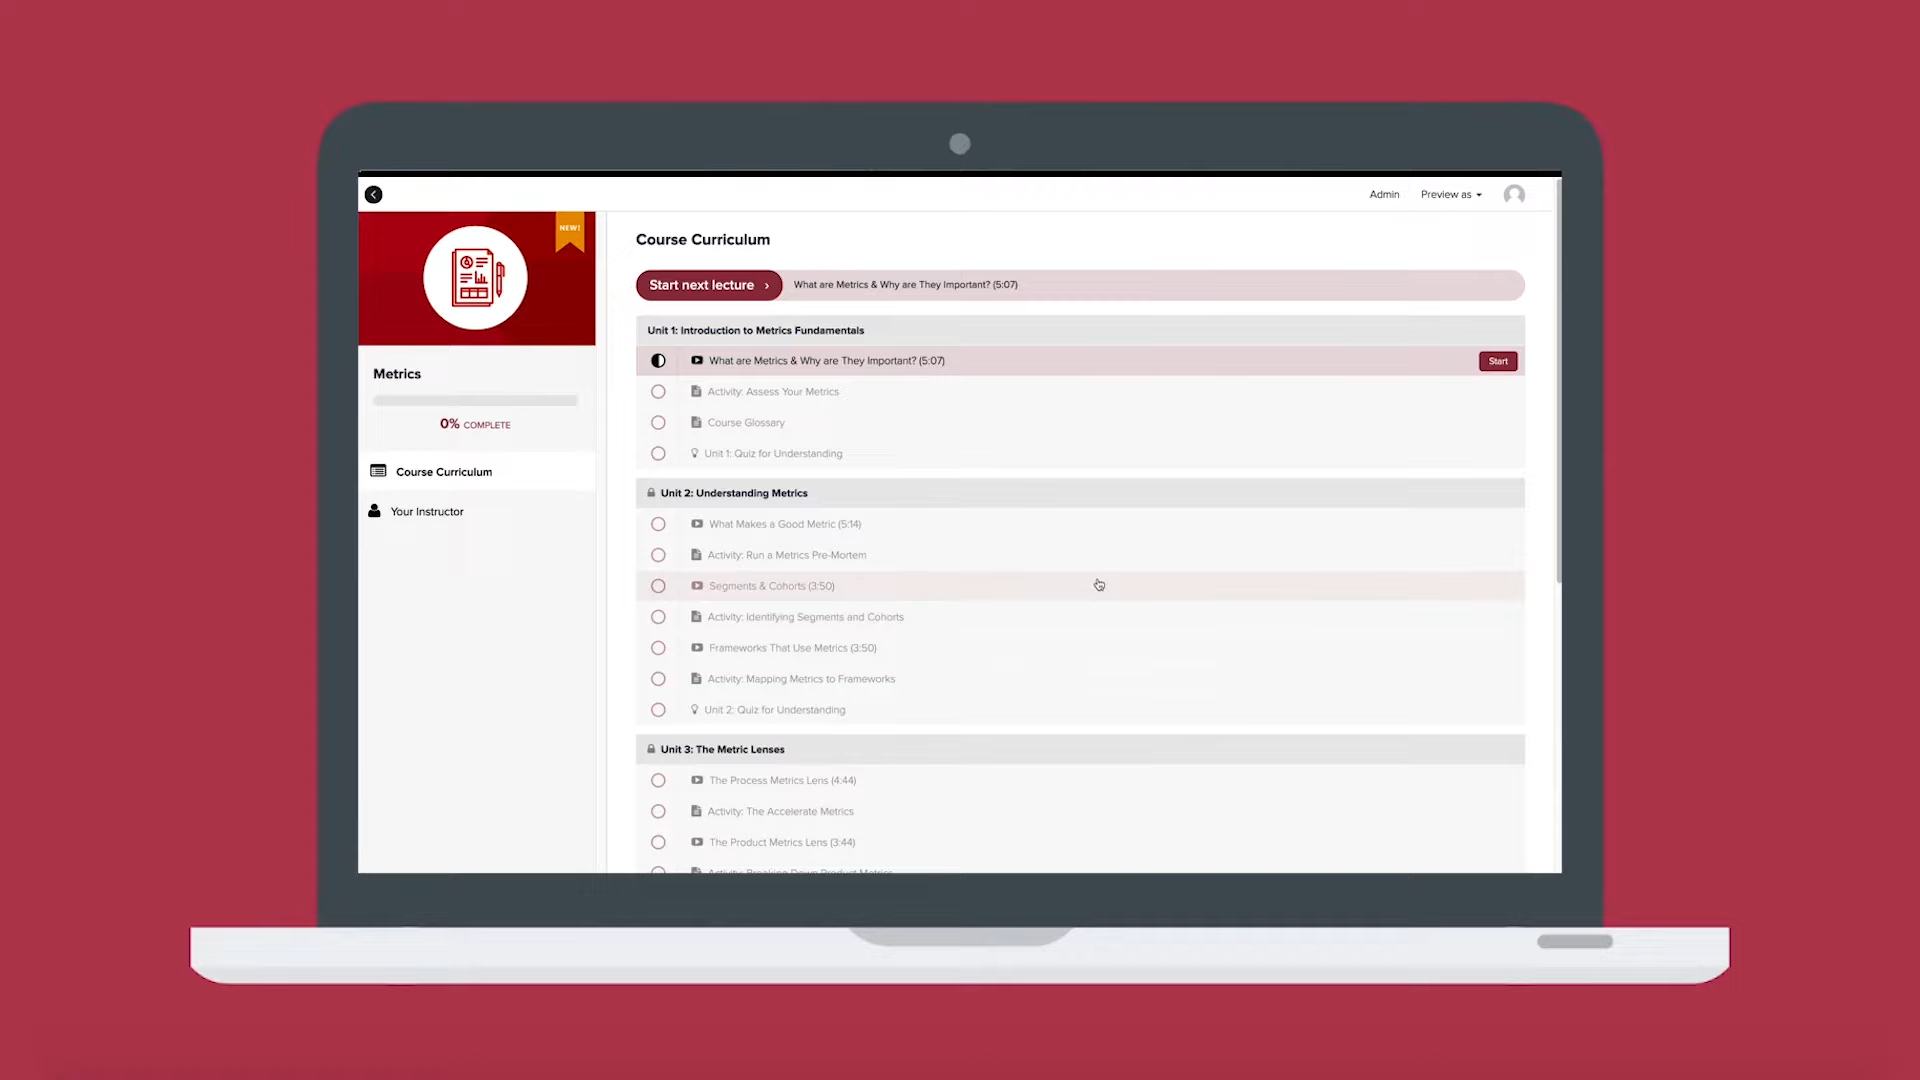 Admin
Preview as
NEW!
Metrics
0% COMPLETE
Course Curriculum
Your Instructor
Course Curriculum
Start next lecture
What are Metrics & Why are They Important? (5:07)
Unit 1: Introduction to Metrics Fundamentals
What are Metrics & Why are They Important? (5:07)
Start
Activity: Assess Your Metrics
Course Glossary
Unit 1: Quiz for Understanding
Unit 2: Understanding Metrics
What Makes a Good Metric (5:14)
Activity: Run a Metrics Pre-Mortem
Segments & Cohorts (3:50)
Activity: Identifying Segments and Cohorts
Frameworks That Use Metrics (3:50)
Activity: Mapping Metrics to Frameworks
Unit 2: Quiz for Understanding
Unit 3: The Metric Lenses
The Process Metrics Lens (4:44)
Activity: The Accelerate Metrics
The Product Metrics Lens (3:44)
Activity: Breaking Down Product Metrics